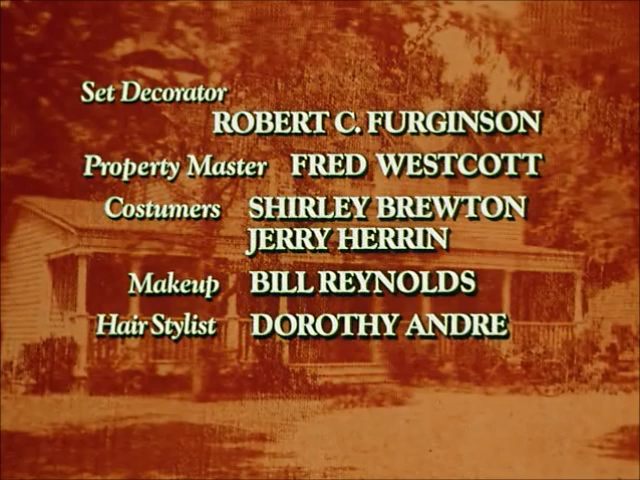 Set Decorator
ROBERT C. FURGINSON
Property Master FRED WESTCOTT
Costumers SHIRLEY BREWTON
JERRY HERRIN
Makeup BILL REYNOLDS
Hair Stylist DOROTHY ANDRE